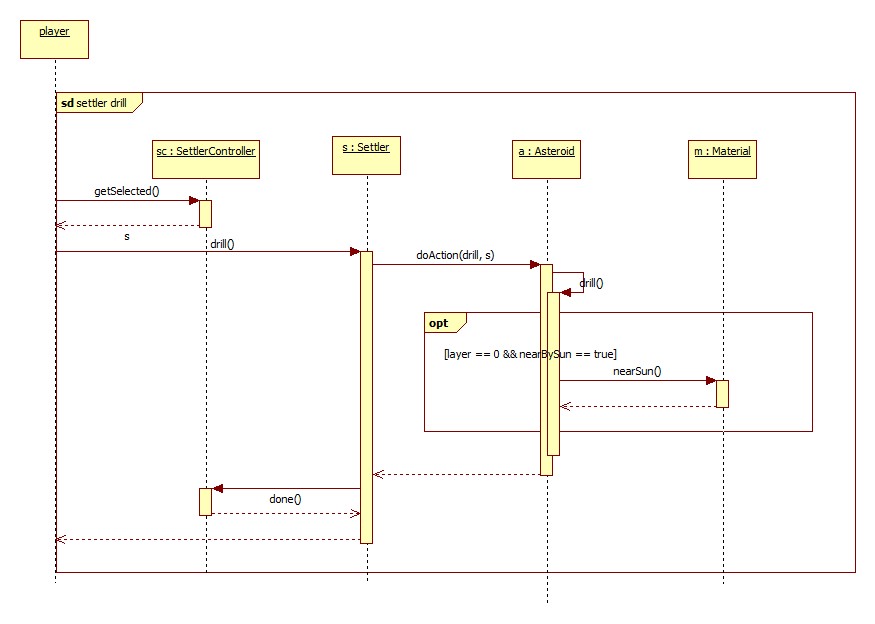 player
sd settler drill
sc : SettlerController
s : Settler
a : Asteroid
m : Material
getSelected()
s
drill()
doAction(drill, s)
drill()
opt
[layer == 0 && nearBySun == true]
nearSun()
done()